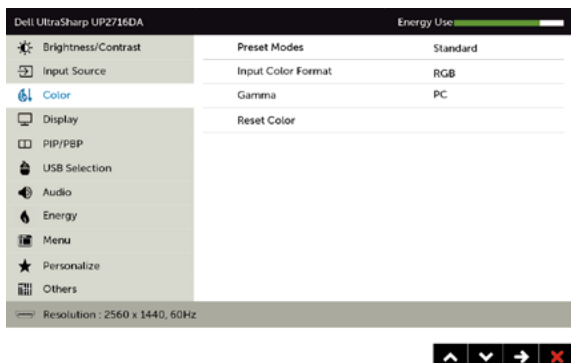 Dell UltraSharp UP2716DA Energy Use
Brightness/Contrast Preset Modes Standard
Input Source Input Color Format RGB
Color Gamma PC
Display Reset Color
PIP/PBP
USB Selection
Audio
Energy
Menu
Personalize
Others
Resolution : 2560 x 1440, 60Hz